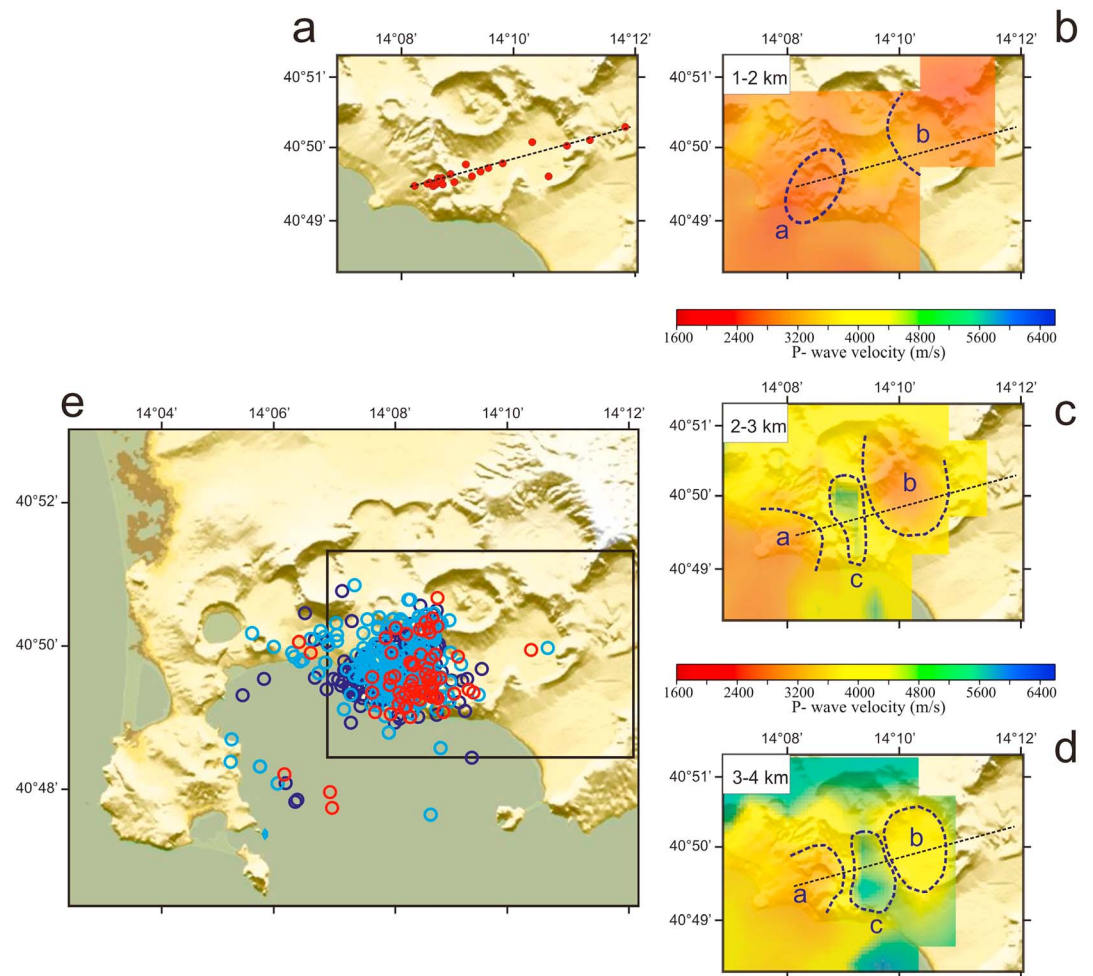 a
14°08' 14°10' 14°12'
40°51'
40°50'
40°49'
b
14°08' 14°10' 14°12'
40°51'
1-2 km
40°50'
40°49'
b
a
1600 2400 3200 4000 4800 5600 6400
P- wave velocity (m/s)
c
14°08' 14°10' 14°12'
40°51'
2-3 km
40°50'
40°49'
b
a
c
1600 2400 3200 4000 4800 5600 6400
P- wave velocity (m/s)
d
14°08' 14°10' 14°12'
40°51'
3-4 km
40°50'
40°49'
b
a
c
e
14°04' 14°06' 14°08' 14°10' 14°12'
40°52'
40°50'
40°48'